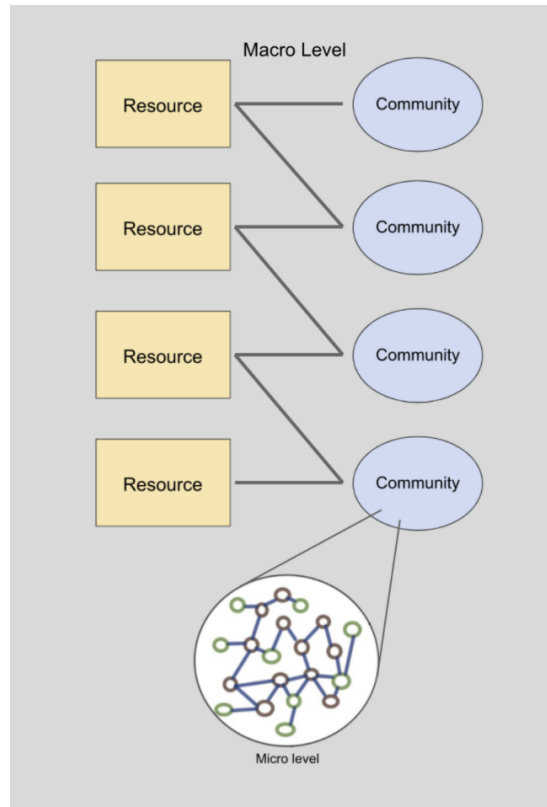 Macro Level
Resource
Community
Resource
Community
Resource
Community
Resource
Community
Micro level